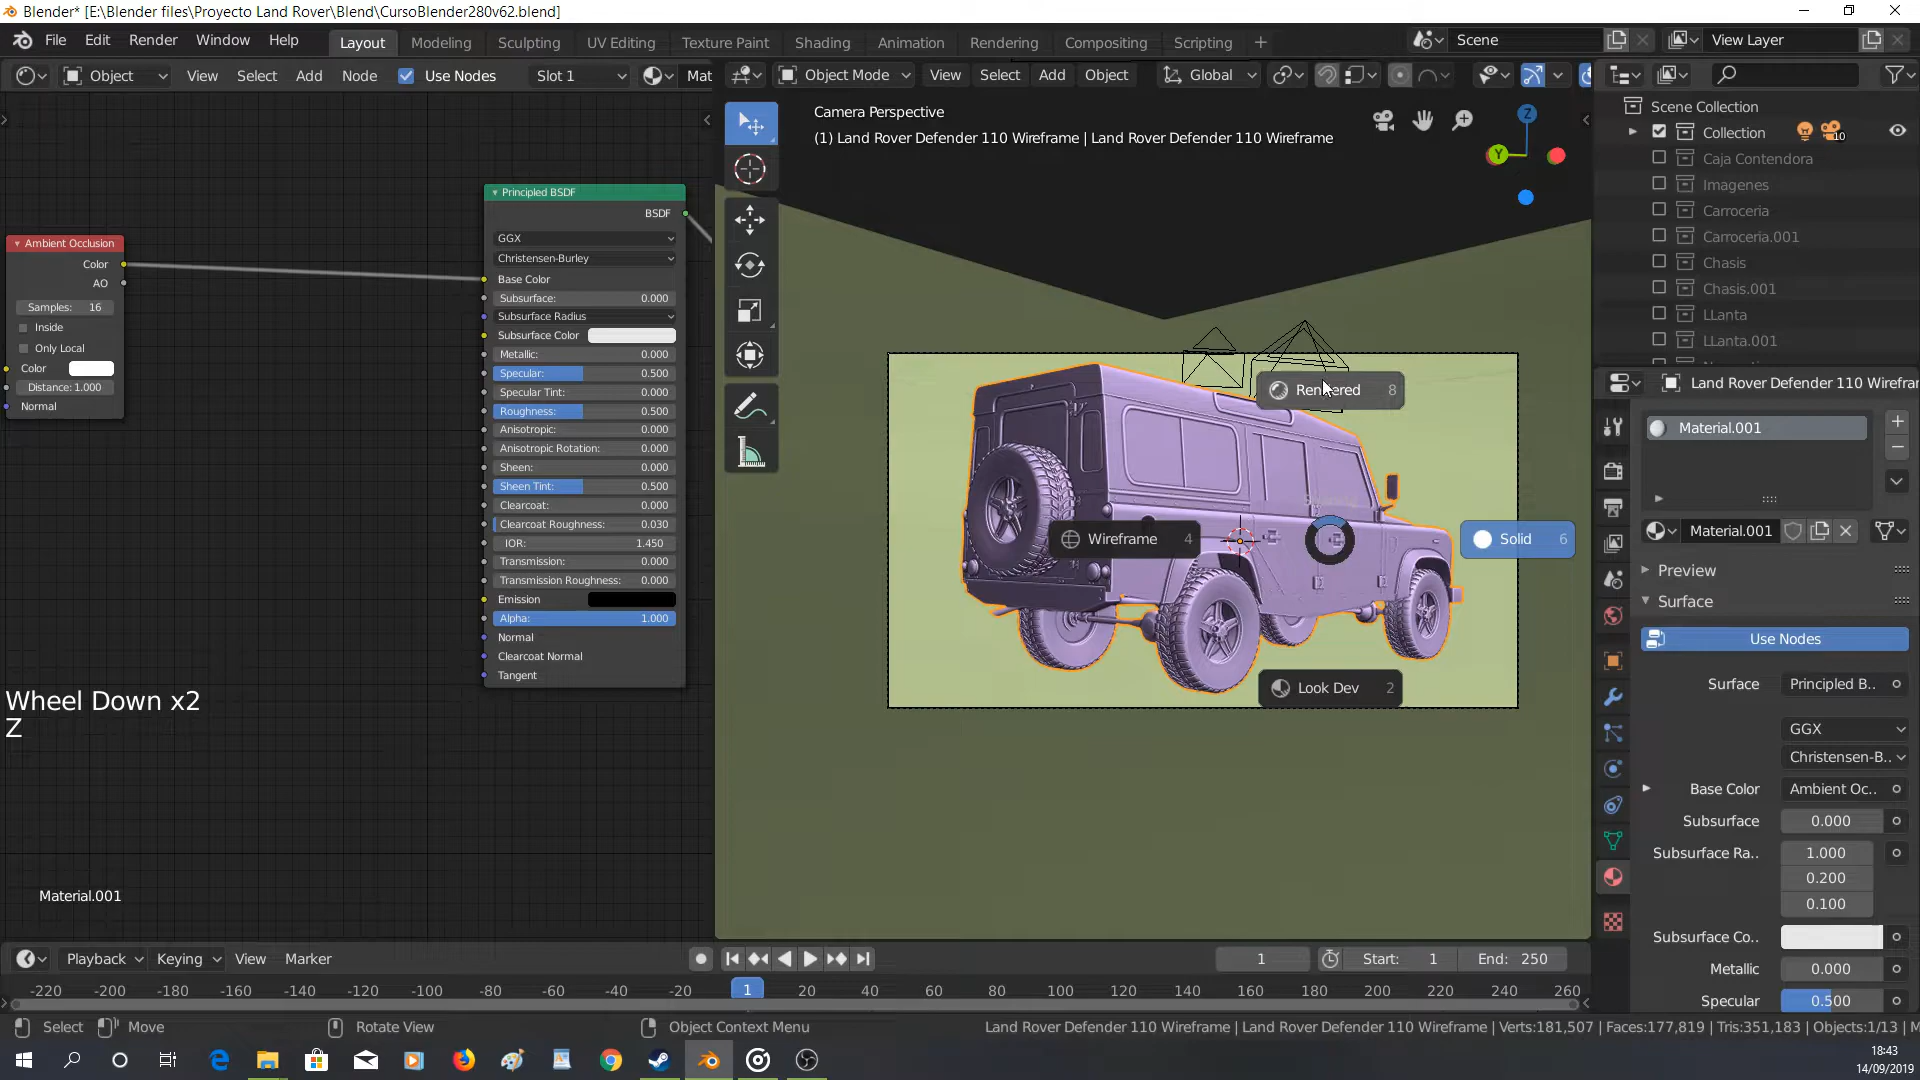 Blender* [E:\Blender files\Proyecto Land Rover\Blend\CursoBlender280v62.blend]
File Edit Render Window Help
Layout Modeling Sculpting UV Editing Texture Paint Shading Animation Rendering Compositing Scripting
Scene
View Layer
Object View Select Add Node Use Nodes Slot 1 Mat
Object Mode View Select Add Object Global
Camera Perspective
(1) Land Rover Defender 110 Wireframe | Land Rover Defender 110 Wireframe
Z
Y
Ambient Occlusion
Color
AO
Samples: 16
Inside
Only Local
Color
Distance: 1.000
Normal
Principled BSDF
BSDF
GGX
Christensen-Burley
Base Color
Subsurface: 0.000
Subsurface Radius
Subsurface Color
Metallic: 0.000
Specular: 0.500
Specular Tint: 0.000
Roughness: 0.500
Anisotropic: 0.000
Anisotropic Rotation: 0.000
Sheen: 0.000
Sheen Tint: 0.500
Clearcoat: 0.000
Clearcoat Roughness: 0.030
IOR: 1.450
Transmission: 0.000
Transmission Roughness: 0.000
Emission
Alpha: 1.000
Normal
Clearcoat Normal
Tangent
Wheel Down x2
Z
Material.001
Rendered 8
Wireframe 4
Solid 6
Look Dev 2
Scene Collection
Collection 10
Caja Contendora
Imagenes
Carroceria
Carroceria.001
Chasis
Chasis.001
LLanta
LLanta.001
Land Rover Defender 110 Wirefrar
Material.001
Material.001
Preview
Surface
Use Nodes
Surface Principled B..
GGX
Christensen-B..
Base Color Ambient Oc..
Subsurface 0.000
Subsurface Ra.. 1.000
0.200
0.100
Subsurface Co..
Metallic 0.000
Specular 0.500
Playback Keying View Marker
1 Start: 1 End: 250
-220 -200 -180 -160 -140 -120 -100 -80 -60 -40 -20 1 20 40 60 80 100 120 140 160 180 200 220 240 260
Select Move Rotate View Object Context Menu
Land Rover Defender 110 Wireframe | Land Rover Defender 110 Wireframe | Verts:181,507 | Faces:177,819 | Tris:351,183 | Objects:1/13 | M
18:43
14/09/2019